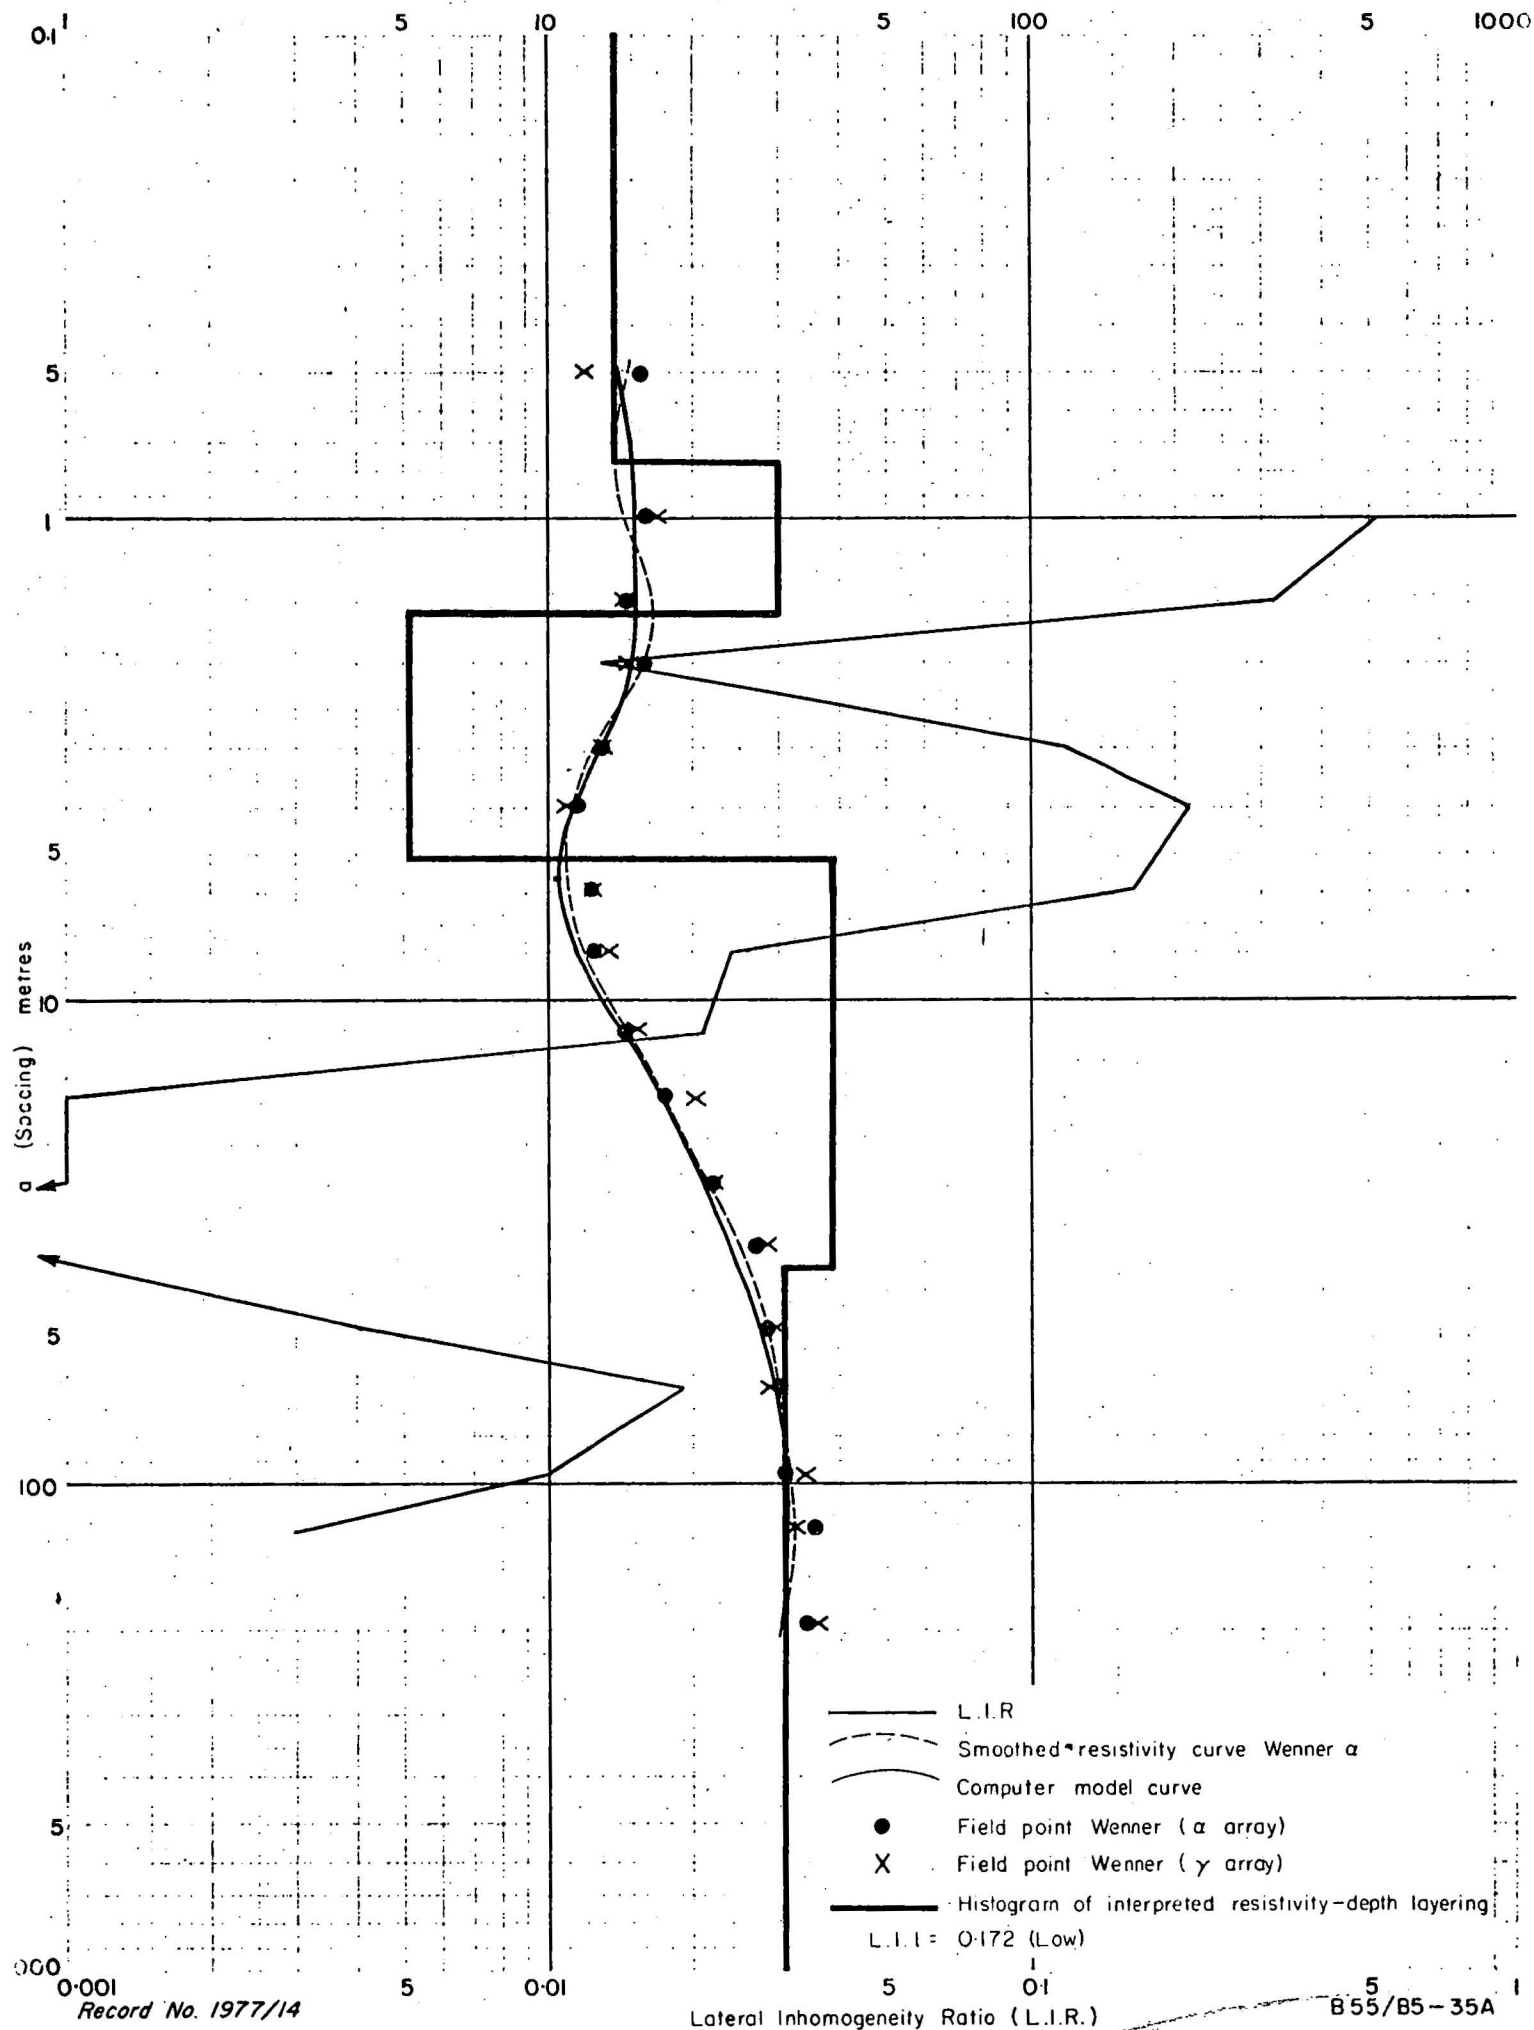 1 5 10 5 100 5 1000
0.1
5
1
5
a (Spacing) metres
10
5
100
5
L.I.R
Smoothed resistivity curve Wenner α
Computer model curve
Field point Wenner (α array)
Field point Wenner (γ array)
Histogram of interpreted resistivity-depth layering
L.I.I = 0.172 (Low)
000
0.001 5 0.01 5 0.1 5 1
Record No. 1977/14
Lateral Inhomogeneity Ratio (L.I.R.)
B55/B5-35A